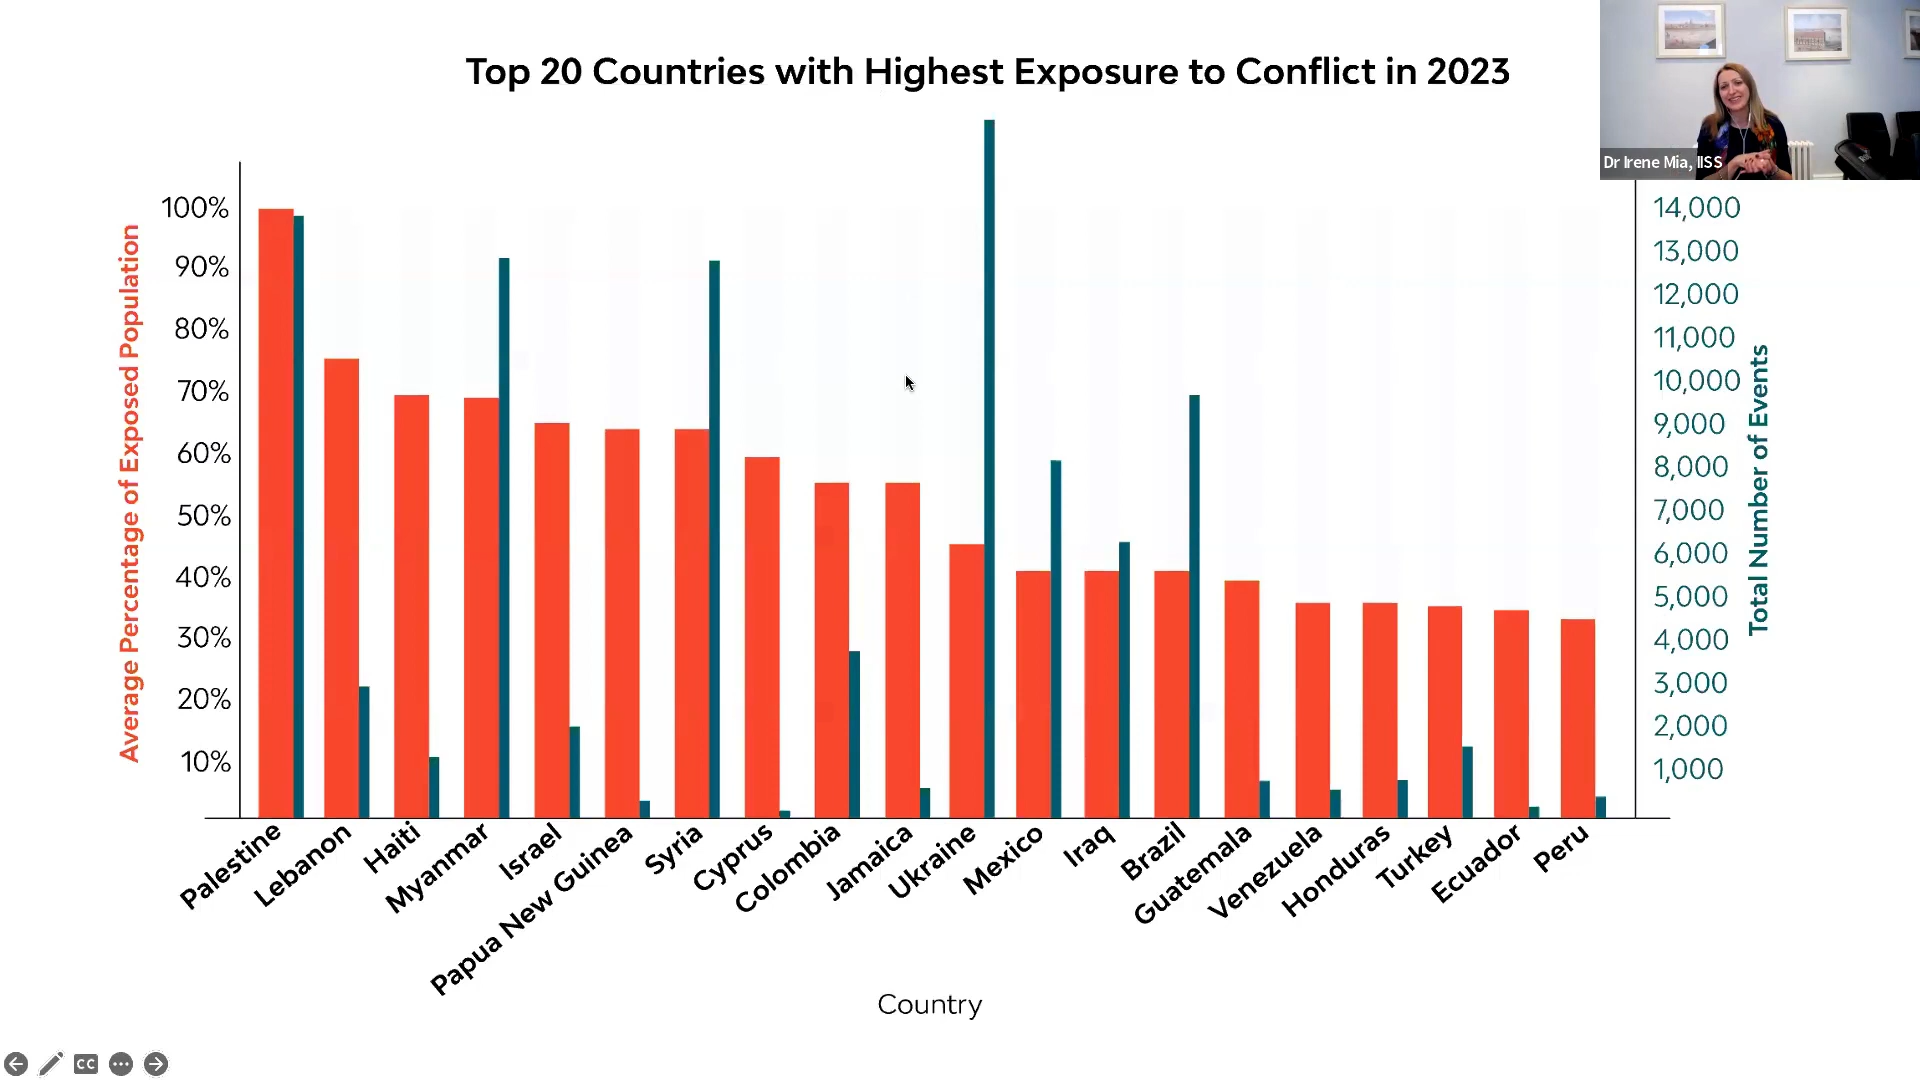 Top 20 Countries with Highest Exposure to Conflict in 2023
Dr Irene Mia, IISS
Average Percentage of Exposed Population
100%
90%
80%
70%
60%
50%
40%
30%
20%
10%
14,000
13,000
12,000
11,000
10,000
9,000
8,000
7,000
6,000
5,000
4,000
3,000
2,000
1,000
Total Number of Events
Palestine
Lebanon
Haiti
Myanmar
Israel
Papua New Guinea
Syria
Cyprus
Colombia
Jamaica
Ukraine
Mexico
Iraq
Brazil
Guatemala
Venezuela
Honduras
Turkey
Ecuador
Peru
Country
CC